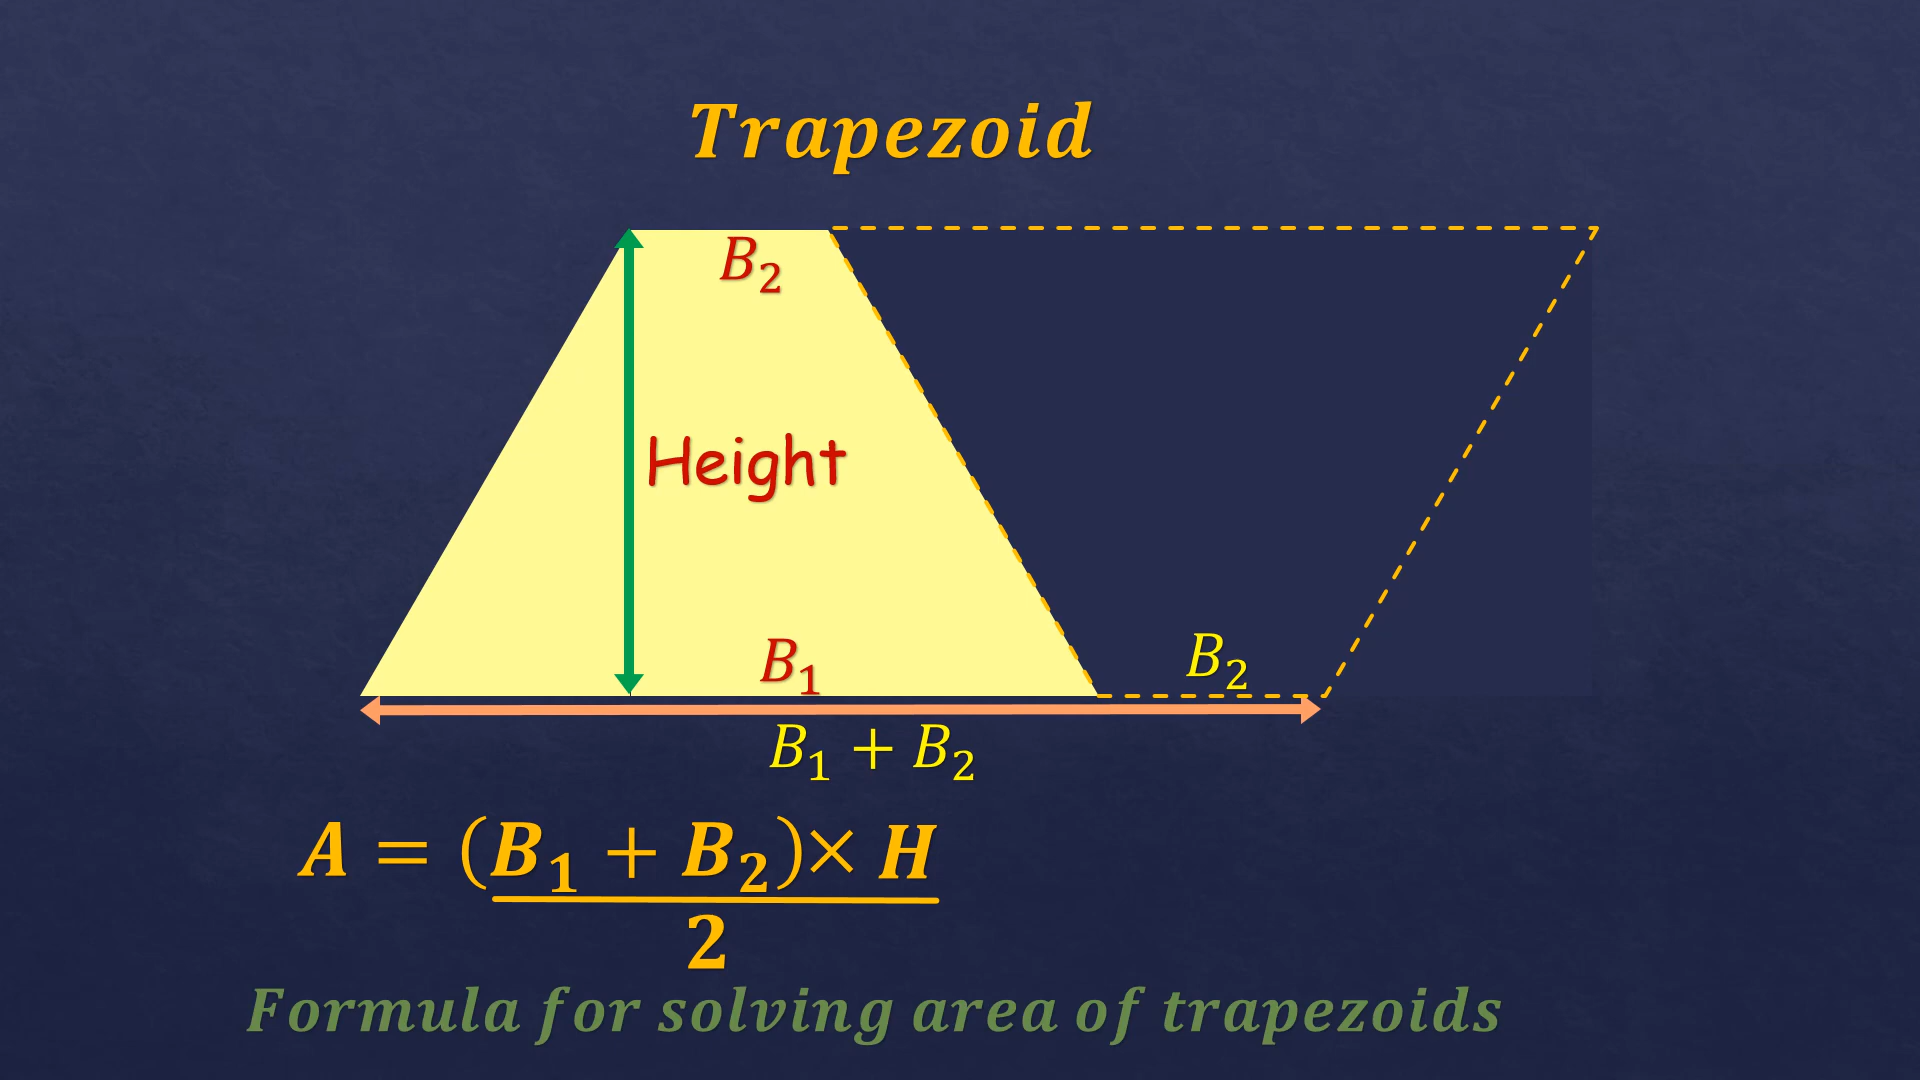 Trapezoid
B₂
Height
B₁
B₂
B₁ + B₂
A = (B₁ + B₂)× H
2
Formula for solving area of trapezoids